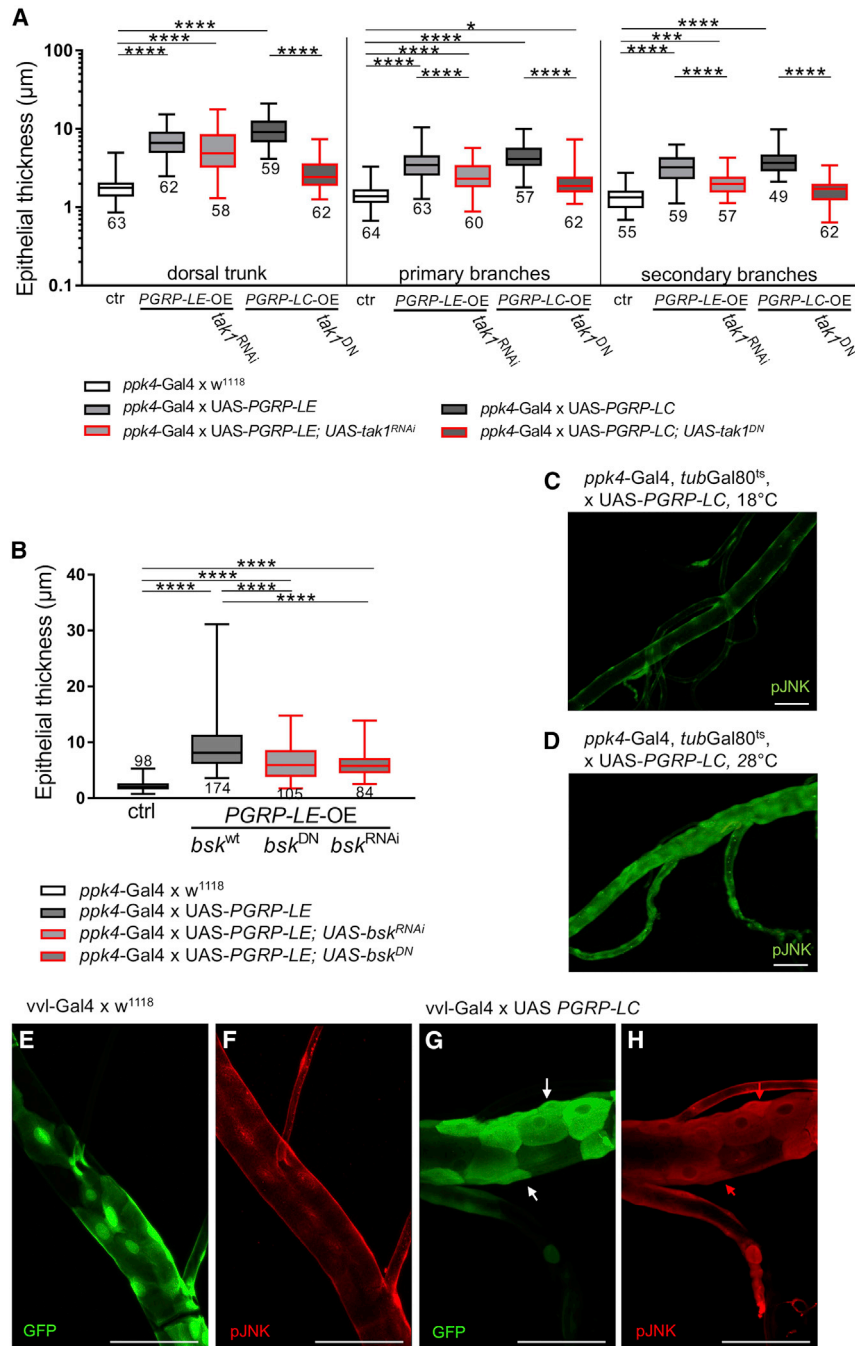 A
Epithelial thickness (μm)
100
10
1
0.1
**** **** * 
**** **** ****
**** **** **** ***
**** ****
**** **** **** ****
63 62 58 59 62 64 63 60 57 62 55 59 57 49 62
dorsal trunk primary branches secondary branches
ctr PGRP-LE-OE PGRP-LC-OE ctr PGRP-LE-OE PGRP-LC-OE ctr PGRP-LE-OE PGRP-LC-OE
tak1RNAi tak1DN tak1RNAi tak1DN tak1RNAi tak1DN
ppk4-Gal4 x w1118
ppk4-Gal4 x UAS-PGRP-LE ppk4-Gal4 x UAS-PGRP-LC
ppk4-Gal4 x UAS-PGRP-LE; UAS-tak1RNAi ppk4-Gal4 x UAS-PGRP-LC; UAS-tak1DN
B
Epithelial thickness (μm)
40
30
20
10
0
****
****
**** ****
****
98 174 105 84
ctrl PGRP-LE-OE
bskwt bskDN bskRNAi
ppk4-Gal4 x w1118
ppk4-Gal4 x UAS-PGRP-LE
ppk4-Gal4 x UAS-PGRP-LE; UAS-bskRNAi
ppk4-Gal4 x UAS-PGRP-LE; UAS-bskDN
C ppk4-Gal4, tubGal80ts,
x UAS-PGRP-LC, 18°C
pJNK
D ppk4-Gal4, tubGal80ts,
x UAS-PGRP-LC, 28°C
pJNK
vvl-Gal4 x w1118 vvl-Gal4 x UAS PGRP-LC
E F G H
GFP pJNK GFP pJNK